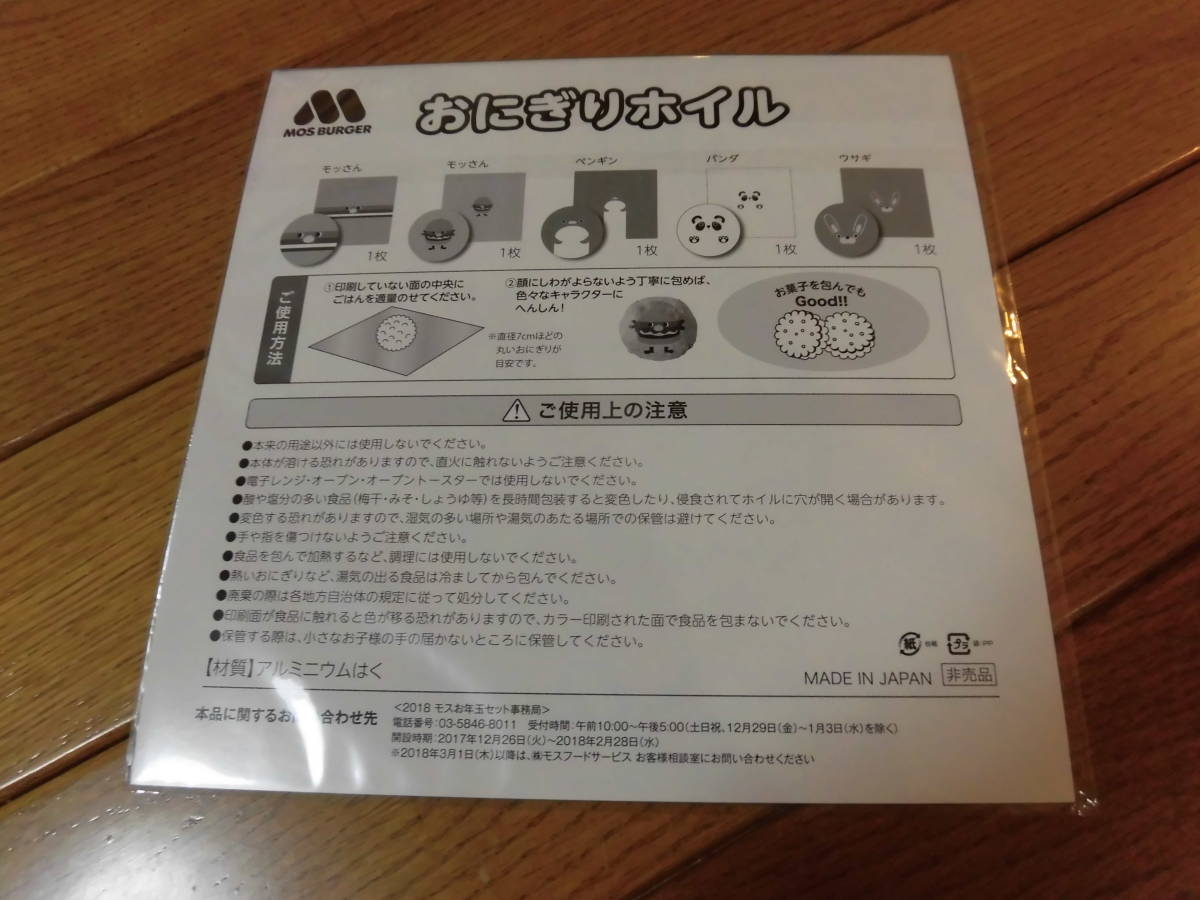 MOS BURGER
おにぎりホイル
モッさん
1枚
モッさん
1枚
ペンギン
1枚
パンダ
1枚
ウサギ
1枚
ご使用方法
①印刷していない面の中央に
ごはんを適量のせてください。
②顔にしわがよらないよう丁寧に包めば、
色々なキャラクターに
へんしん!
※直径7cmほどの
丸いおにぎりが
目安です。
お菓子を包んでも
Good!!
ご使用上の注意
●本来の用途以外には使用しないでください。
●本体が溶ける恐れがありますので、直火に触れないようご注意ください。
●電子レンジ・オーブン・オーブントースターでは使用しないでください。
●酸や塩分の多い食品(梅干・みそ・しょうゆ等)を長時間包装すると変色したり、侵食されてホイルに穴が開く場合があります。
●変色する恐れがありますので、湿気の多い場所や湯気のあたる場所での保管は避けてください。
●手や指を傷つけないようご注意ください。
●食品を包んで加熱するなど、調理には使用しないでください。
●熱いおにぎりなど、湯気の出る食品は冷ましてから包んでください。
●廃棄の際は各地方自治体の規定に従って処分してください。
●印刷面が食品に触れると色が移る恐れがありますので、カラー印刷された面で食品を包まないでください。
●保管する際は、小さなお子様の手の届かないところに保管してください。
紙 台紙 プラ 袋:PP
【材質】アルミニウムはく
MADE IN JAPAN 非売品
本品に関するお問い合わせ先
<2018 モスお年玉セット事務局>
電話番号:03-5846-8011 受付時間:午前10:00~午後5:00(土日祝、12月29日(金)~1月3日(水)を除く)
開設時期:2017年12月26日(火)~2018年2月28日(水)
※2018年3月1日(木)以降は、㈱モスフードサービス お客様相談室にお問い合わせください